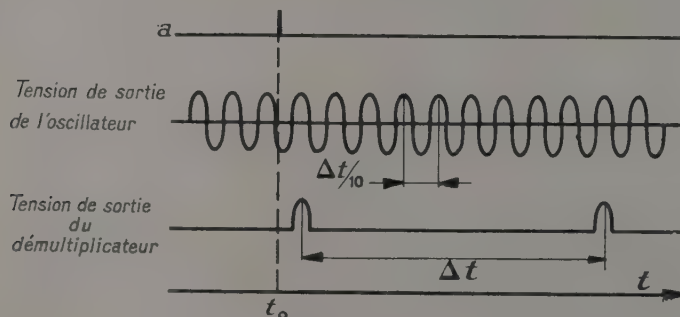 a
Tension de sortie
de l'oscillateur
Δt/10
Tension de sortie
du
démultiplicateur
Δt
t
t₀